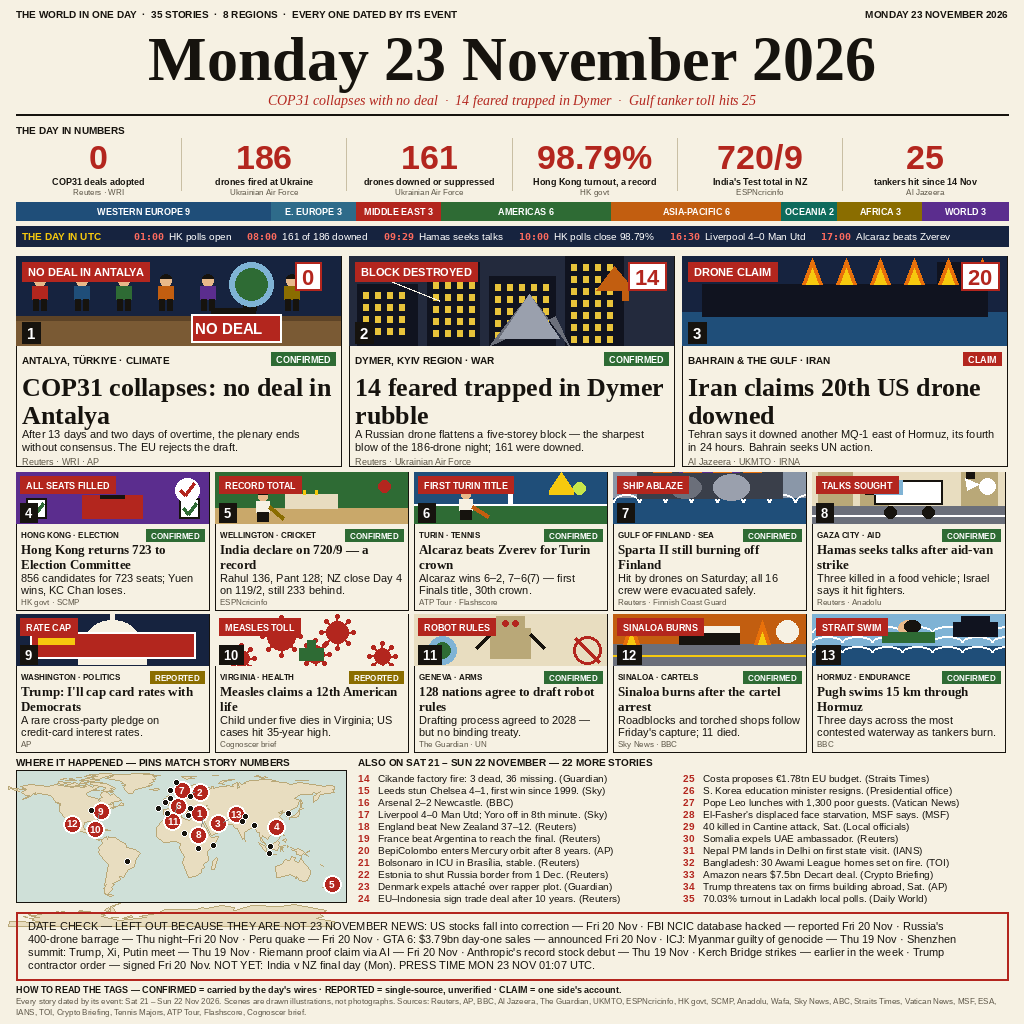 THE WORLD IN ONE DAY · 35 STORIES · 8 REGIONS · EVERY ONE DATED BY ITS EVENT
MONDAY 23 NOVEMBER 2026
Monday 23 November 2026
COP31 collapses with no deal · 14 feared trapped in Dymer · Gulf tanker toll hits 25
THE DAY IN NUMBERS
0
COP31 deals adopted
Reuters · WRI
186
drones fired at Ukraine
Ukrainian Air Force
161
drones downed or suppressed
Ukrainian Air Force
98.79%
Hong Kong turnout, a record
HK govt
720/9
India's Test total in NZ
ESPNcricinfo
25
tankers hit since 14 Nov
Al Jazeera
WESTERN EUROPE 9
E. EUROPE 3
MIDDLE EAST 3
AMERICAS 6
ASIA-PACIFIC 6
OCEANIA 2
AFRICA 3
WORLD 3
THE DAY IN UTC
01:00 HK polls open
08:00 161 of 186 downed
09:29 Hamas seeks talks
10:00 HK polls close 98.79%
16:30 Liverpool 4–0 Man Utd
17:00 Alcaraz beats Zverev
NO DEAL IN ANTALYA
0
NO DEAL
1
ANTALYA, TÜRKIYE · CLIMATE
CONFIRMED
COP31 collapses: no deal in
Antalya
After 13 days and two days of overtime, the plenary ends
without consensus. The EU rejects the draft.
Reuters · WRI · AP
BLOCK DESTROYED
14
2
DYMER, KYIV REGION · WAR
CONFIRMED
14 feared trapped in Dymer
rubble
A Russian drone flattens a five-storey block — the sharpest
blow of the 186-drone night; 161 were downed.
Reuters · Ukrainian Air Force
DRONE CLAIM
20
3
BAHRAIN & THE GULF · IRAN
CLAIM
Iran claims 20th US drone
downed
Tehran says it downed another MQ-1 east of Hormuz, its fourth
in 24 hours. Bahrain seeks UN action.
Al Jazeera · UKMTO · IRNA
ALL SEATS FILLED
4
HONG KONG · ELECTION
CONFIRMED
Hong Kong returns 723 to
Election Committee
856 candidates for 723 seats; Yuen
wins, KC Chan loses.
HK govt · SCMP
RECORD TOTAL
5
WELLINGTON · CRICKET
CONFIRMED
India declare on 720/9 — a
record
Rahul 136, Pant 128; NZ close Day 4
on 119/2, still 233 behind.
ESPNcricinfo
FIRST TURIN TITLE
6
TURIN · TENNIS
CONFIRMED
Alcaraz beats Zverev for Turin
crown
Alcaraz wins 6–2, 7–6(7) — first
Finals title, 30th crown.
ATP Tour · Flashscore
SHIP ABLAZE
7
GULF OF FINLAND · SEA
CONFIRMED
Sparta II still burning off
Finland
Hit by drones on Saturday; all 16
crew were evacuated safely.
Reuters · Finnish Coast Guard
TALKS SOUGHT
8
GAZA CITY · AID
CONFIRMED
Hamas seeks talks after aid-van
strike
Three killed in a food vehicle; Israel
says it hit fighters.
Reuters · Anadolu
RATE CAP
9
WASHINGTON · POLITICS
REPORTED
Trump: I'll cap card rates with
Democrats
A rare cross-party pledge on
credit-card interest rates.
AP
MEASLES TOLL
10
VIRGINIA · HEALTH
REPORTED
Measles claims a 12th American
life
Child under five dies in Virginia; US
cases hit 35-year high.
Cognoscer brief
ROBOT RULES
11
GENEVA · ARMS
CONFIRMED
128 nations agree to draft robot
rules
Drafting process agreed to 2028 —
but no binding treaty.
The Guardian · UN
SINALOA BURNS
12
SINALOA · CARTELS
CONFIRMED
Sinaloa burns after the cartel
arrest
Roadblocks and torched shops follow
Friday's capture; 11 died.
Sky News · BBC
STRAIT SWIM
13
HORMUZ · ENDURANCE
CONFIRMED
Pugh swims 15 km through
Hormuz
Three days across the most
contested waterway as tankers burn.
BBC
WHERE IT HAPPENED — PINS MATCH STORY NUMBERS
7
2
9
6
1
13
12
10
11
3
4
8
5
ALSO ON SAT 21 – SUN 22 NOVEMBER — 22 MORE STORIES
14 Cikande factory fire: 3 dead, 36 missing. (Guardian)
15 Leeds stun Chelsea 4–1, first win since 1999. (Sky)
16 Arsenal 2–2 Newcastle. (BBC)
17 Liverpool 4–0 Man Utd; Yoro off in 8th minute. (Sky)
18 England beat New Zealand 37–12. (Reuters)
19 France beat Argentina to reach the final. (Reuters)
20 BepiColombo enters Mercury orbit after 8 years. (AP)
21 Bolsonaro in ICU in Brasília, stable. (Reuters)
22 Estonia to shut Russia border from 1 Dec. (Reuters)
23 Denmark expels attaché over rapper plot. (Guardian)
24 EU–Indonesia sign trade deal after 10 years. (Reuters)
25 Costa proposes €1.78tn EU budget. (Straits Times)
26 S. Korea education minister resigns. (Presidential office)
27 Pope Leo lunches with 1,300 poor guests. (Vatican News)
28 El-Fasher's displaced face starvation, MSF says. (MSF)
29 40 killed in Cantine attack, Sat. (Local officials)
30 Somalia expels UAE ambassador. (Reuters)
31 Nepal PM lands in Delhi on first state visit. (IANS)
32 Bangladesh: 30 Awami League homes set on fire. (TOI)
33 Amazon nears $7.5bn Decart deal. (Crypto Briefing)
34 Trump threatens tax on firms building abroad, Sat. (AP)
35 70.03% turnout in Ladakh local polls. (Daily World)
DATE CHECK — LEFT OUT BECAUSE THEY ARE NOT 23 NOVEMBER NEWS: US stocks fall into correction — Fri 20 Nov · FBI NCIC database hacked — reported Fri 20 Nov · Russia's
400-drone barrage — Thu night–Fri 20 Nov · Peru quake — Fri 20 Nov · GTA 6: $3.79bn day-one sales — announced Fri 20 Nov · ICJ: Myanmar guilty of genocide — Thu 19 Nov · Shenzhen
summit: Trump, Xi, Putin meet — Thu 19 Nov · Riemann proof claim via AI — Fri 20 Nov · Anthropic's record stock debut — Thu 19 Nov · Kerch Bridge strikes — earlier in the week · Trump
contractor order — signed Fri 20 Nov. NOT YET: India v NZ final day (Mon). PRESS TIME MON 23 NOV 01:07 UTC.
HOW TO READ THE TAGS — CONFIRMED = carried by the day's wires · REPORTED = single-source, unverified · CLAIM = one side's account.
Every story dated by its event: Sat 21 – Sun 22 Nov 2026. Scenes are drawn illustrations, not photographs. Sources: Reuters, AP, BBC, Al Jazeera, The Guardian, UKMTO, ESPNcricinfo, HK govt, SCMP, Anadolu, Wafa, Sky News, ABC, Straits Times, Vatican News, MSF, ESA,
IANS, TOI, Crypto Briefing, Tennis Majors, ATP Tour, Flashscore, Cognoscer brief.